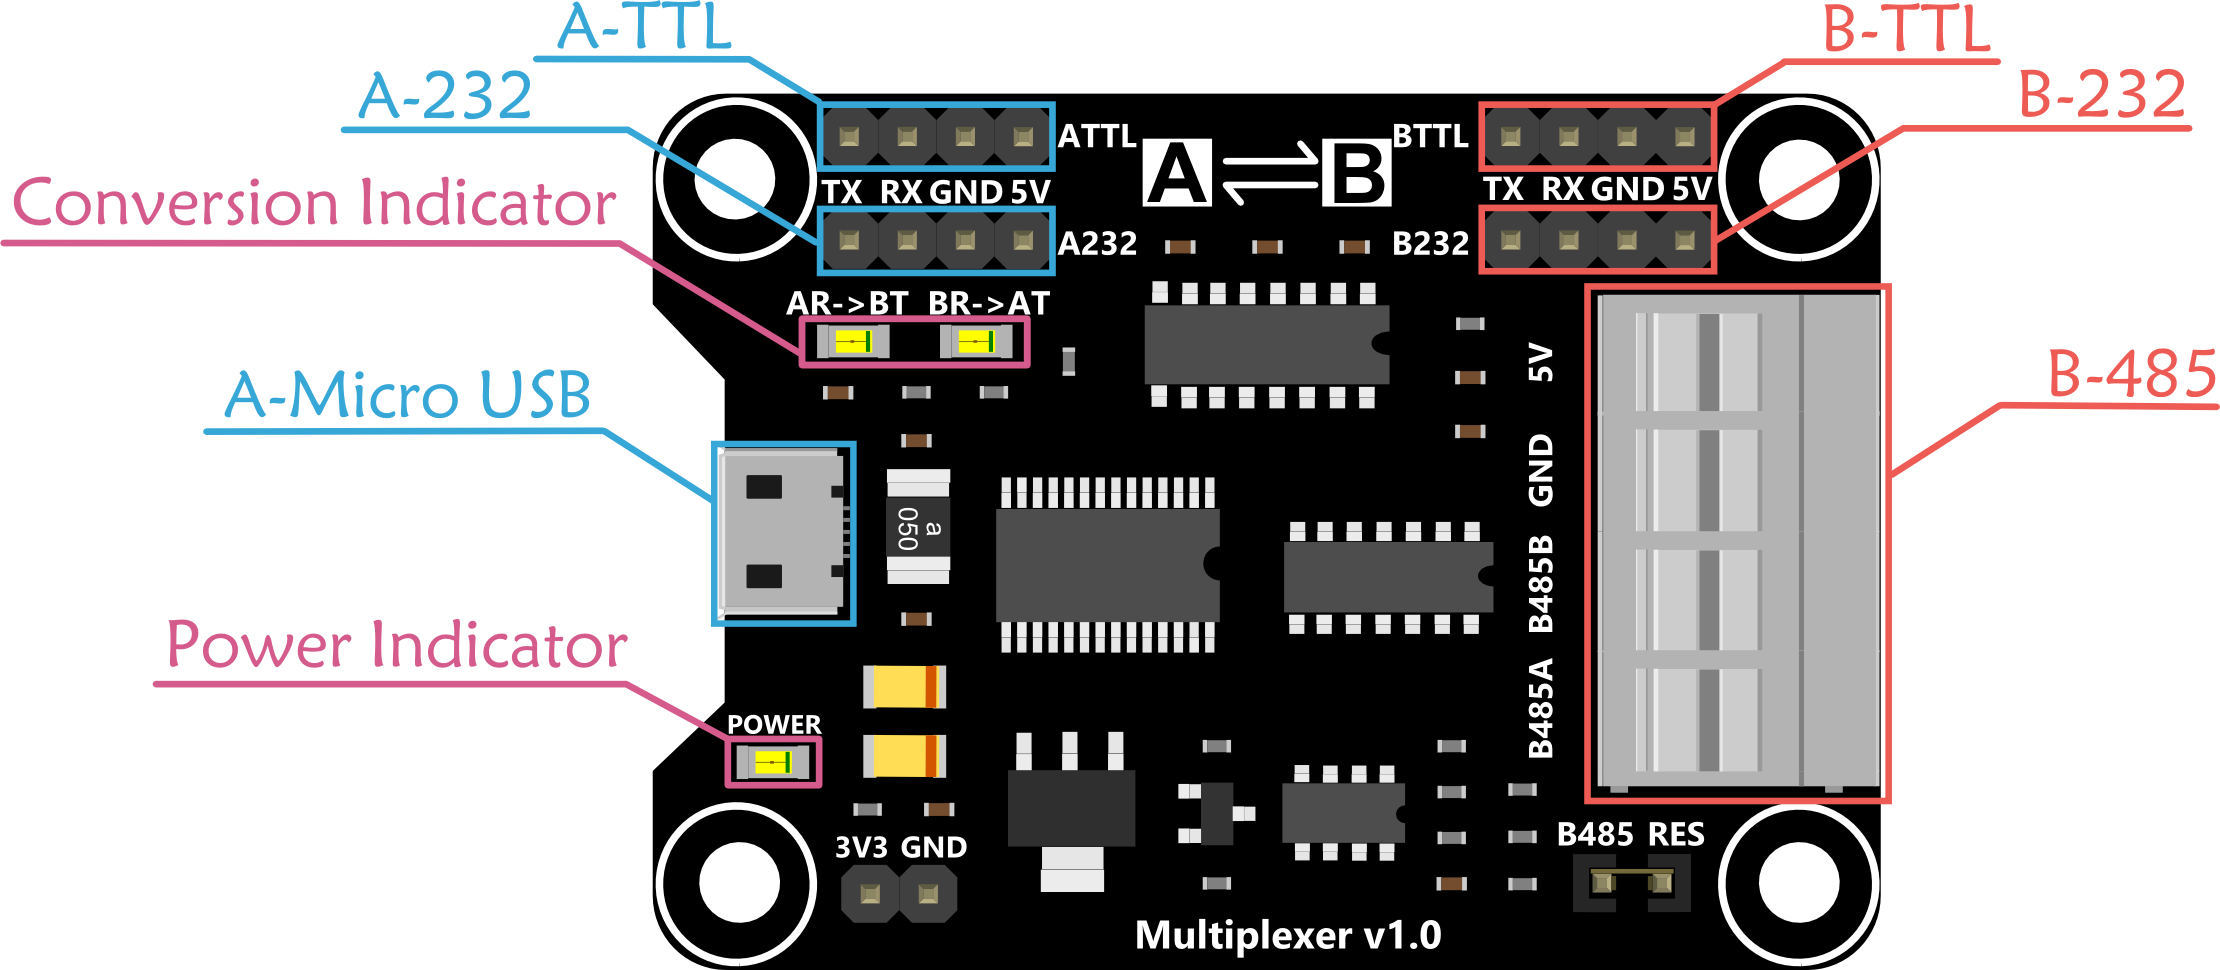 A-TTL
B-TTL
A-232
B-232
ATTL
A
B
BTTL
Conversion Indicator
TX RX GND 5V
TX RX GND 5V
A232
B232
AR->BT BR->AT
5V
A-Micro USB
B-485
GND
a
050
B485B
Power Indicator
B485A
POWER
3V3 GND
B485 RES
Multiplexer v1.0